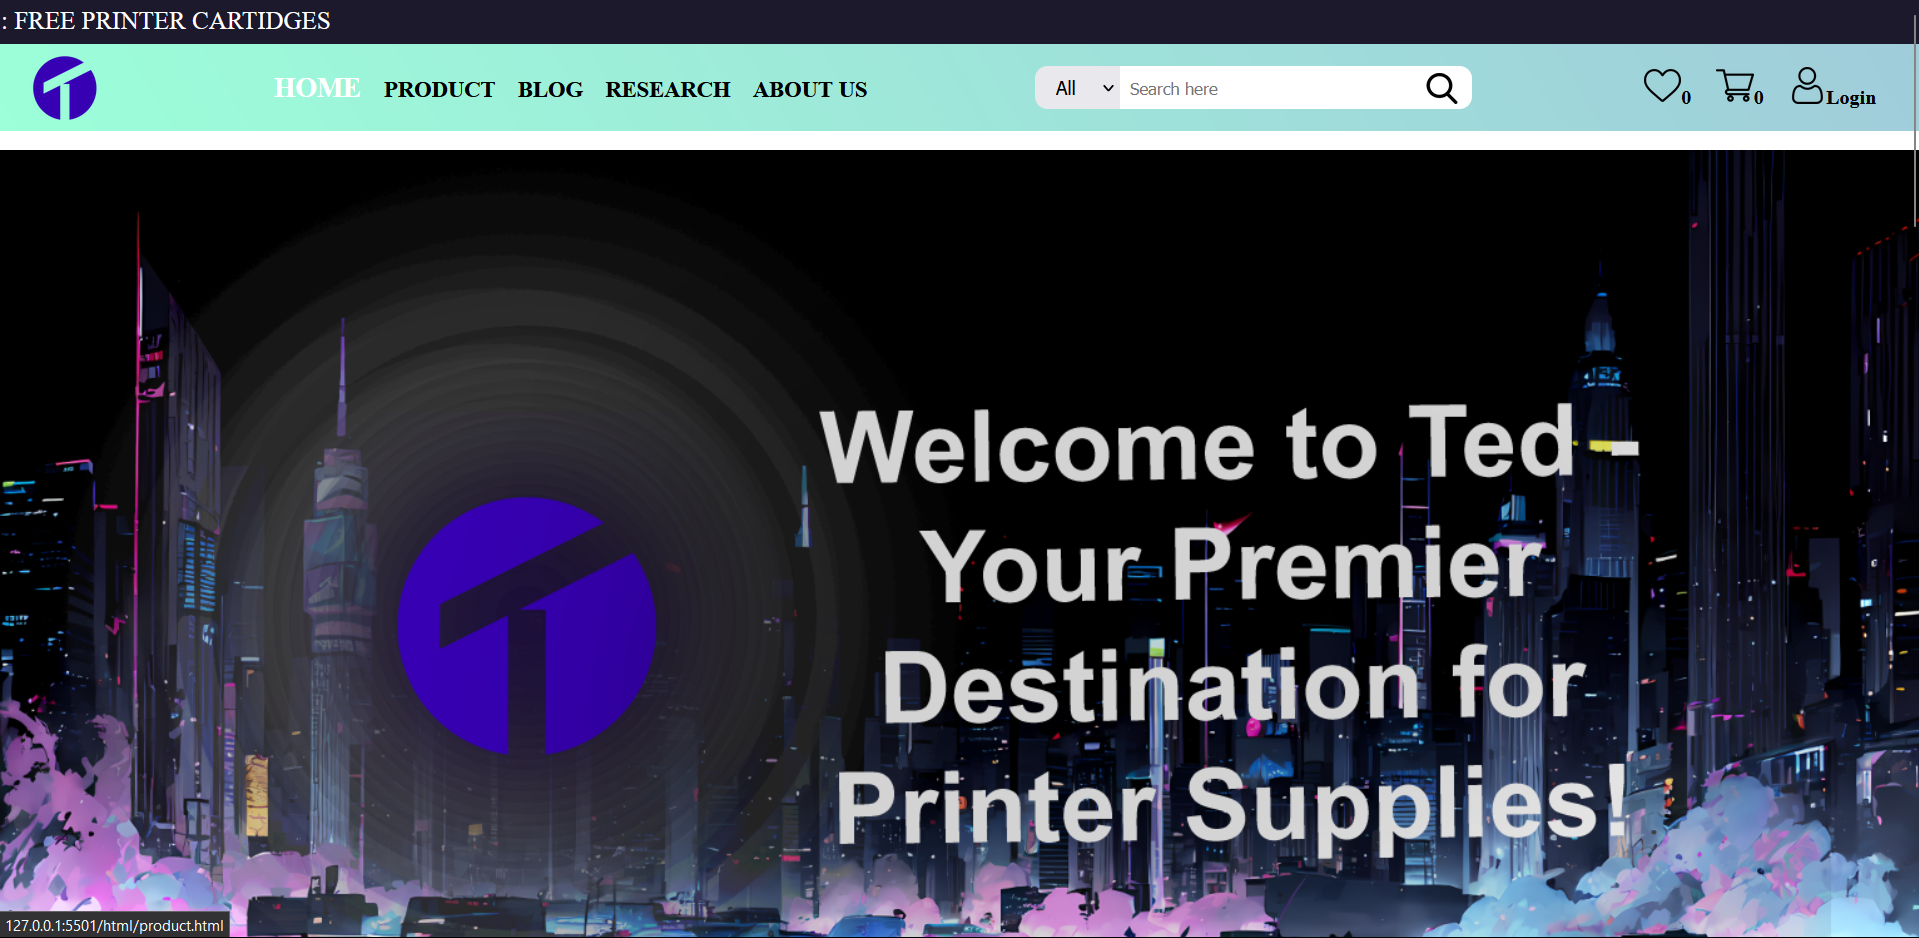 : FREE PRINTER CARTIDGES
HOME PRODUCT BLOG RESEARCH ABOUT US All Search here 0 0 Login
Welcome to Ted -
Your Premier
Destination for
Printer Supplies!
127.0.0.1:5501/html/product.html